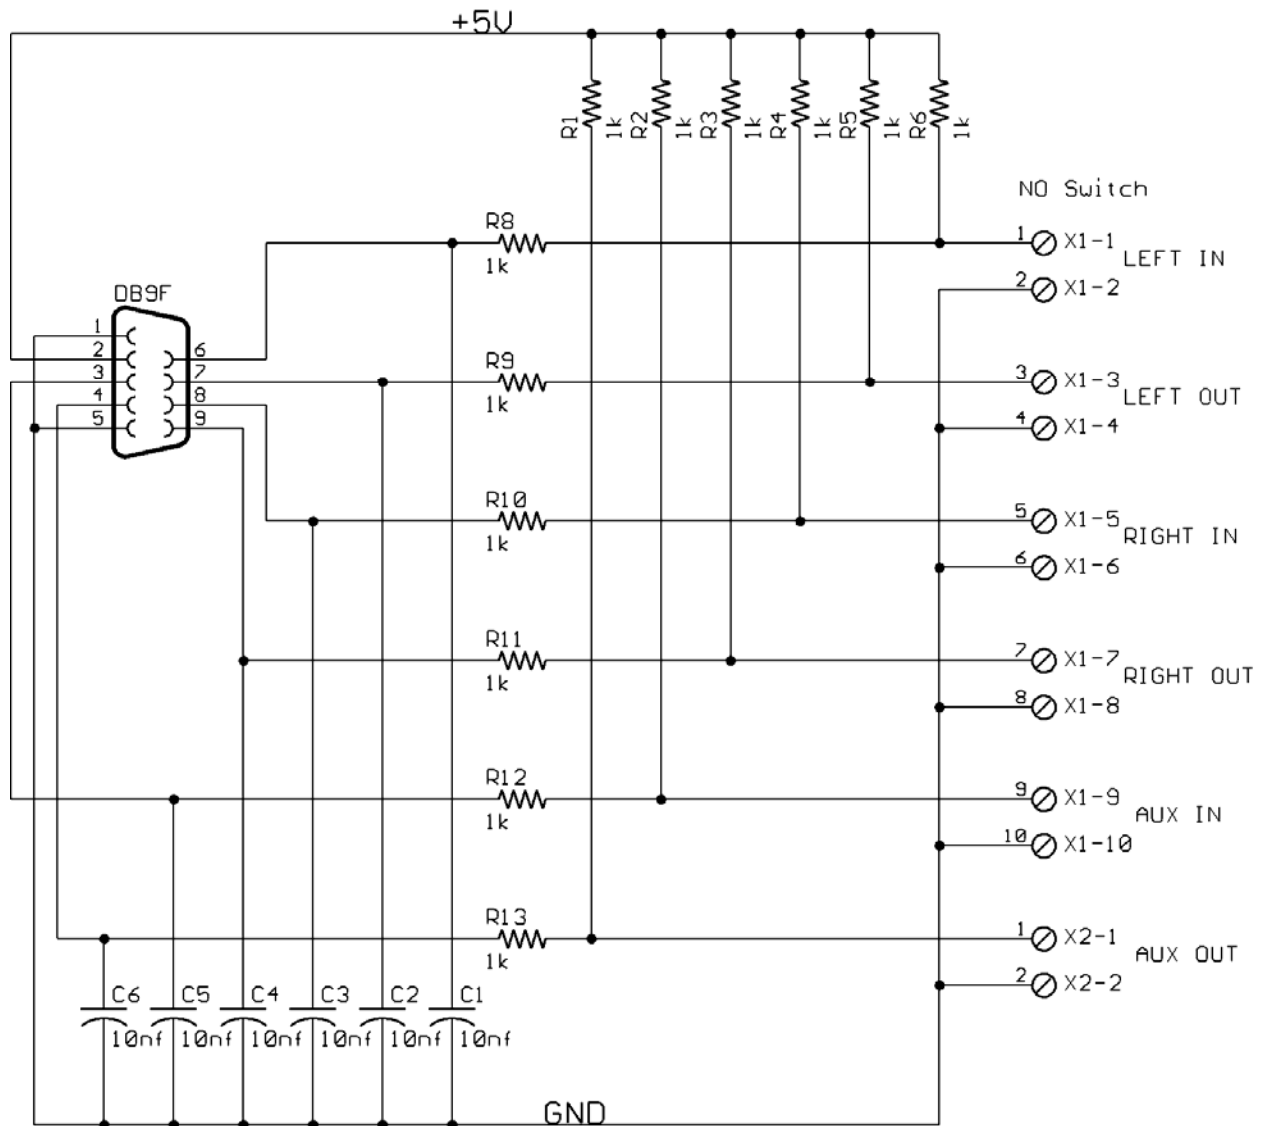 +5V
R1 1k R2 1k R3 1k R4 1k R5 1k R6 1k
NO Switch
R8
1k
1 X1-1
LEFT IN
2 X1-2
DB9F
1
2
3
4
5
6
7
8
9
R9
1k
3 X1-3
LEFT OUT
4 X1-4
R10
1k
5 X1-5
RIGHT IN
6 X1-6
R11
1k
7 X1-7
RIGHT OUT
8 X1-8
R12
1k
9 X1-9
AUX IN
10 X1-10
R13
1k
1 X2-1
AUX OUT
2 X2-2
C6 C5 C4 C3 C2 C1
10nf 10nf 10nf 10nf 10nf 10nf
GND